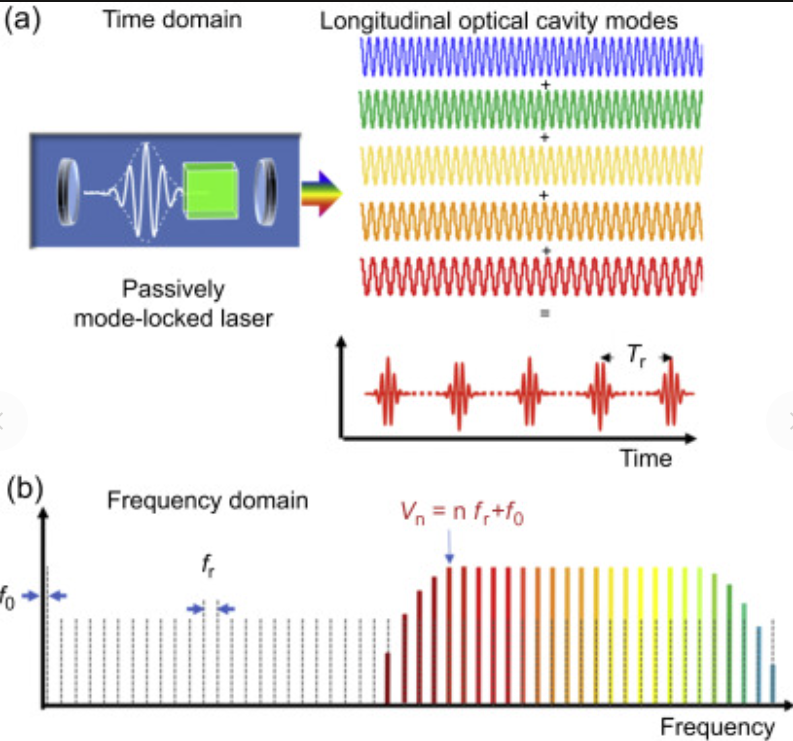 (a)
Time domain
Longitudinal optical cavity modes
+
+
+
+
=
Passively
mode-locked laser
Tr
Time
(b)
Frequency domain
Vn = n fr+f0
fr
f0
Frequency